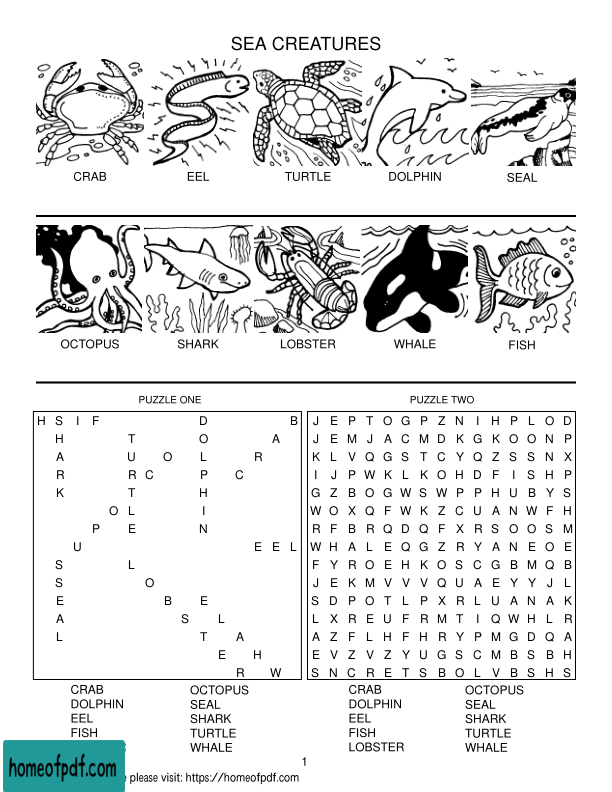 SEA CREATURES
CRAB EEL TURTLE DOLPHIN SEAL
OCTOPUS SHARK LOBSTER WHALE FISH
PUZZLE ONE PUZZLE TWO
H S I F D B J E P T O G P Z N I H P L O D
H T O A J E M J A C M D K G K O O N P
A U O L R K L V Q G S T C Y Q Z S S N X
R R C P C I J P W K L K O H D F I S H P
K T H G Z B O G W S W P P H U B Y S
O L I W O X Q F W K Z C U A N W F H
P E N R F B R Q D Q F X R S O O S M
U E E L W H A L E Q G Z R Y A N E O E
S L F Y R O E H K O S C G B M Q B
S O J E K M V V V Q U A E Y Y J L
E B E S D P O T L P X R L U A N A K
A S L L X R E U F R M T I Q W H L R
L T A A Z F L H F H R Y P M G D Q A
E H E V Z V Z Y U G S C M B S B H
R W S N C R E T S B O L V B S H S
CRAB OCTOPUS CRAB OCTOPUS
DOLPHIN SEAL DOLPHIN SEAL
EEL SHARK EEL SHARK
FISH TURTLE FISH TURTLE
WHALE LOBSTER WHALE
1
homeofpdf.com
please visit: https://homeofpdf.com